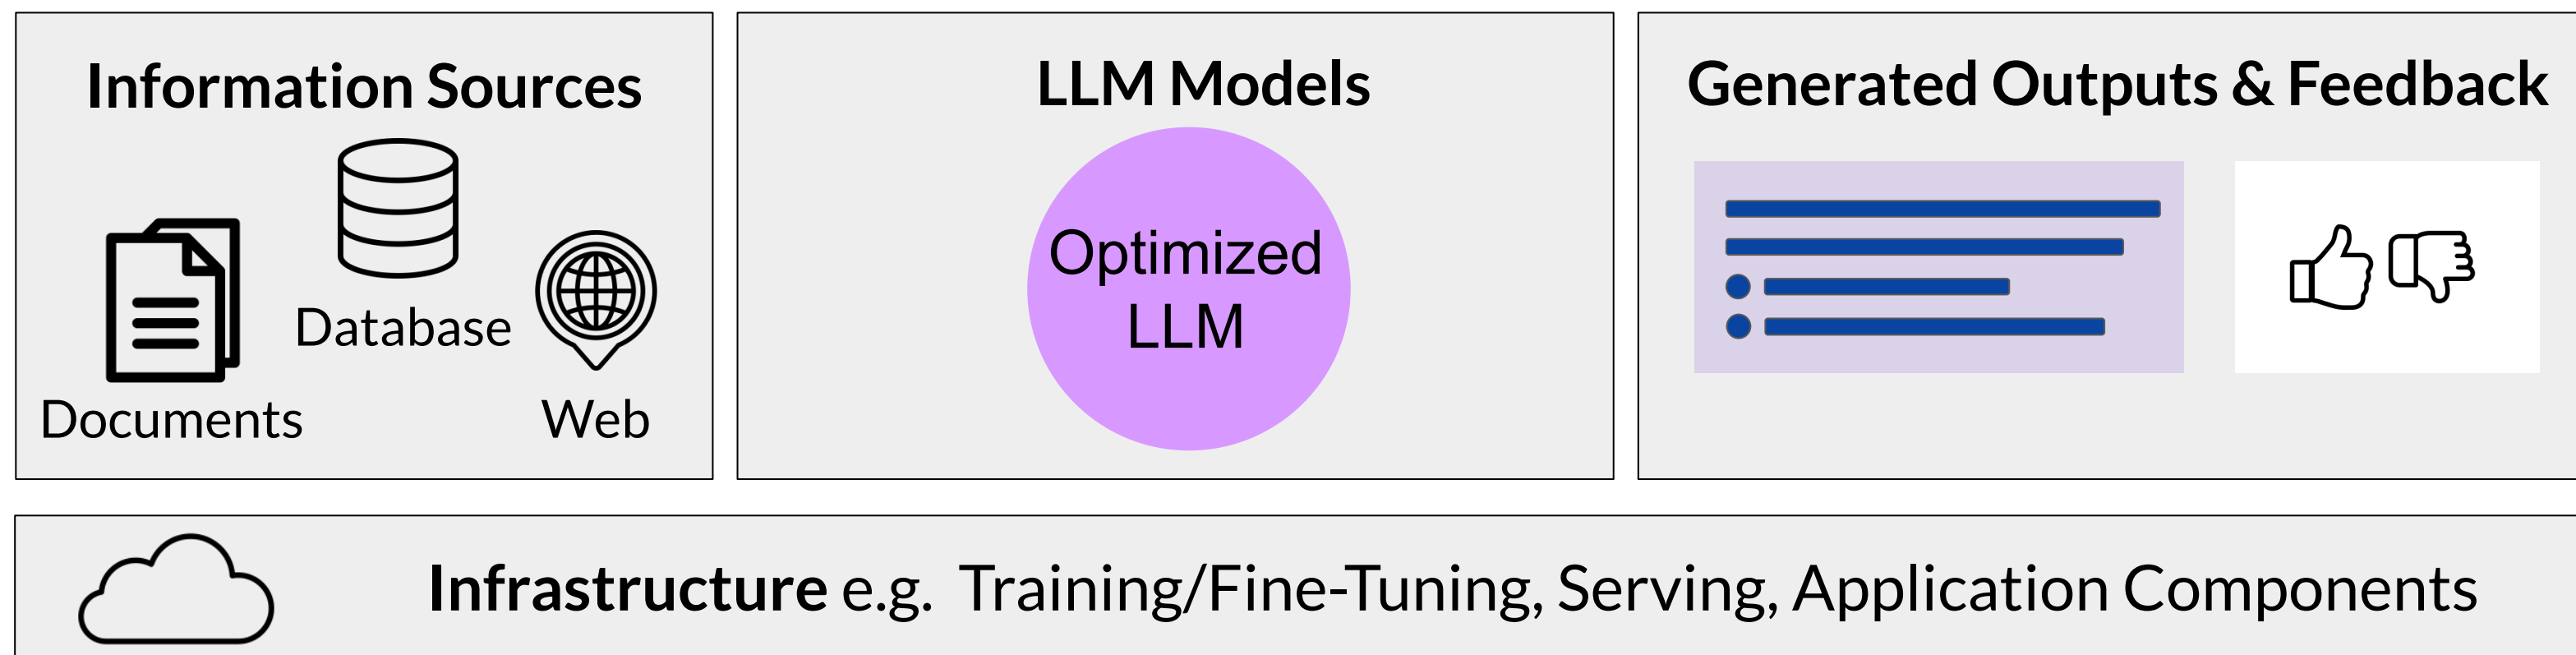 Information Sources
Database
Documents
Web
LLM Models
Optimized
LLM
Generated Outputs & Feedback
Infrastructure e.g. Training/Fine-Tuning, Serving, Application Components